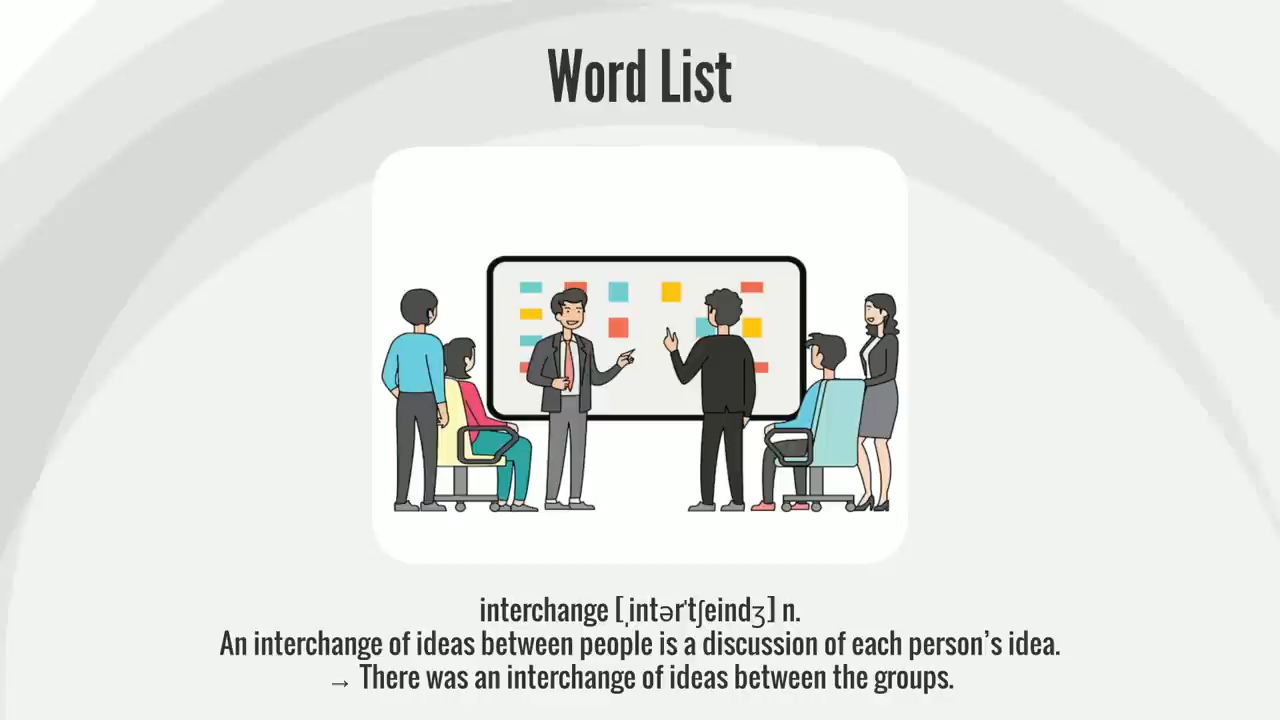 Word List
interchange [ˌintərˈtʃeindʒ] n.
An interchange of ideas between people is a discussion of each person’s idea.
→ There was an interchange of ideas between the groups.